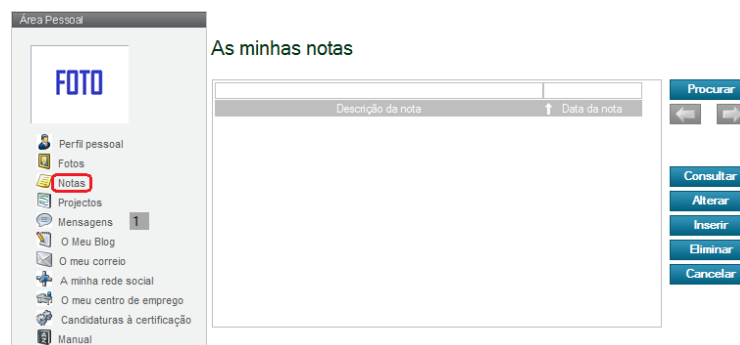 Área Pessoal
FOTO
Perfil pessoal
Fotos
Notas
Projectos
Mensagens 1
O Meu Blog
O meu correio
A minha rede social
O meu centro de emprego
Candidaturas à certificação
Manual
As minhas notas
Descrição da nota Data da nota
Procurar
Consultar
Alterar
Inserir
Eliminar
Cancelar